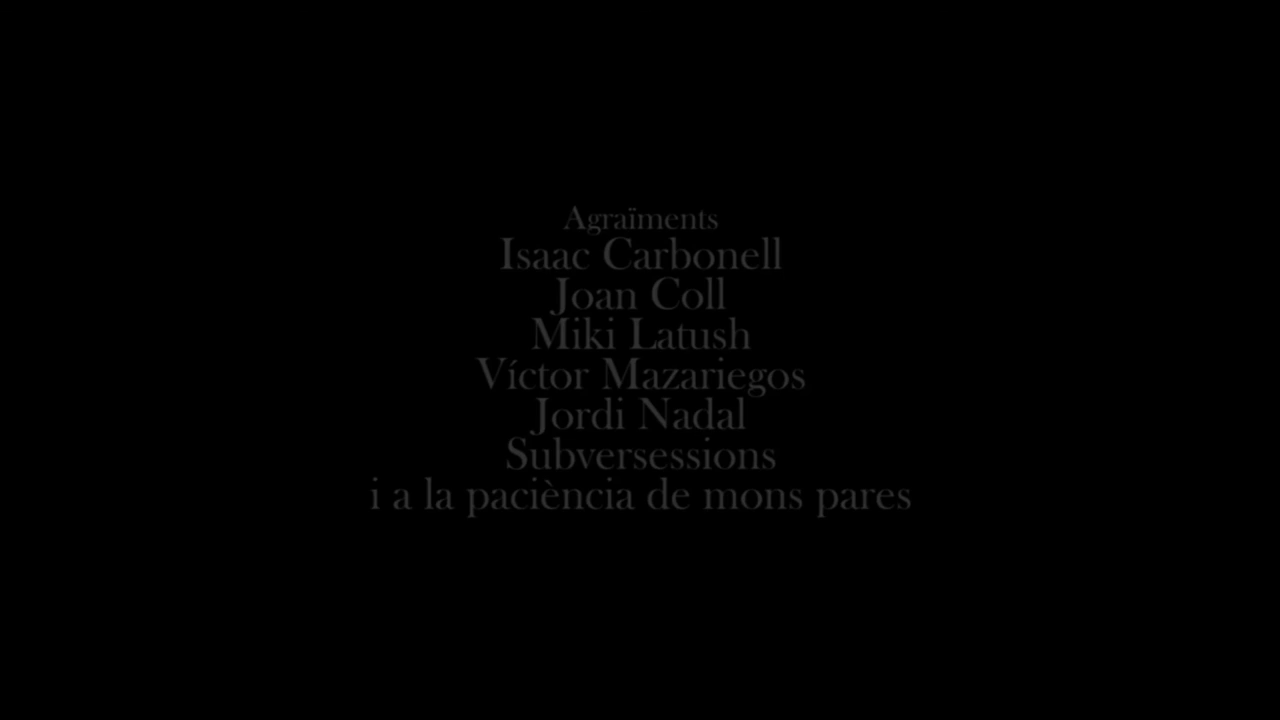 Agraïments
Isaac Carbonell
Joan Coll
Miki Latush
Víctor Mazariegos
Jordi Nadal
Subversessions
i a la paciència de mons pares